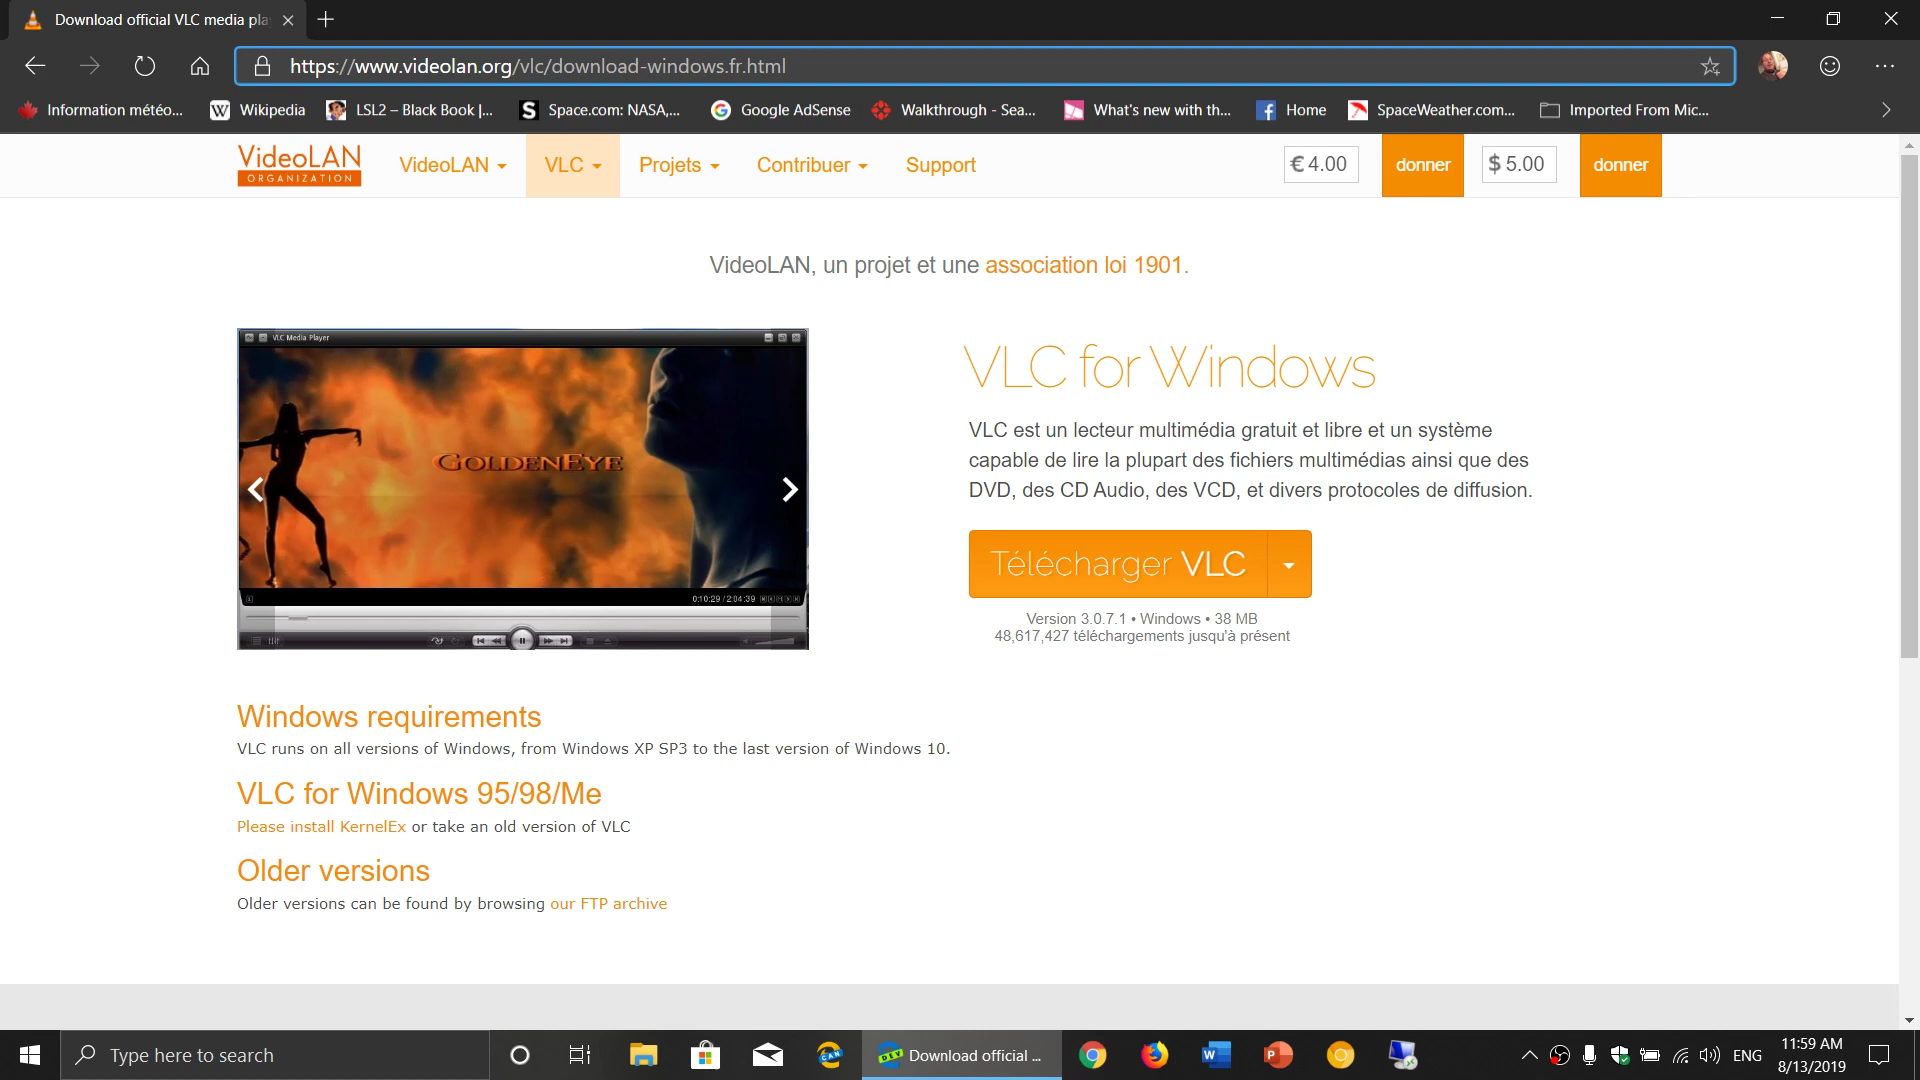 Download official VLC media pla
https://www.videolan.org/vlc/download-windows.fr.html
Information météo...
Wikipedia
LSL2 – Black Book |...
Space.com: NASA,...
Google AdSense
Walkthrough - Sea...
What's new with th...
Home
SpaceWeather.com...
Imported From Mic...
VideoLAN
ORGANIZATION
VideoLAN
VLC
Projets
Contribuer
Support
€ 4.00
donner
$ 5.00
donner
VideoLAN, un projet et une association loi 1901.
VLC Media Player
GOLDENEYE
0:10:29 / 2:04:39
VLC for Windows
VLC est un lecteur multimédia gratuit et libre et un système
capable de lire la plupart des fichiers multimédias ainsi que des
DVD, des CD Audio, des VCD, et divers protocoles de diffusion.
Télécharger VLC
Version 3.0.7.1 • Windows • 38 MB
48,617,427 téléchargements jusqu'à présent
Windows requirements
VLC runs on all versions of Windows, from Windows XP SP3 to the last version of Windows 10.
VLC for Windows 95/98/Me
Please install KernelEx or take an old version of VLC
Older versions
Older versions can be found by browsing our FTP archive
Type here to search
CAN
DEV
Download official ...
ENG
11:59 AM
8/13/2019